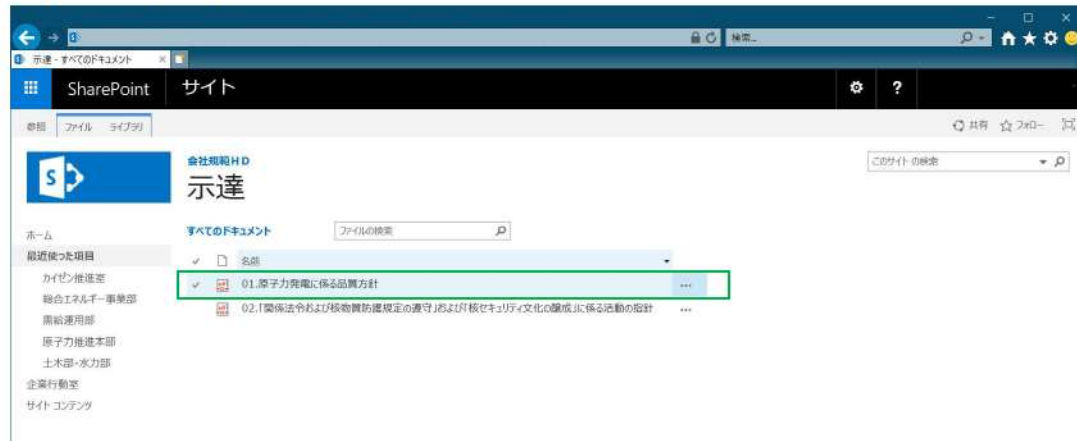 検索...
示達 - すべてのドキュメント
SharePoint サイト
?
参照 ファイル ライブラリ
共有 フォロー
会社規範HD
このサイト の検索
示達
すべてのドキュメント ファイルの検索
ホーム
最近使った項目
カイゼン推進室
総合エネルギー事業部
需給運用部
原子力推進本部
土木部・水力部
企業行動室
サイト コンテンツ
名前
01.原子力発電に係る品質方針
02.「関係法令および核物質防護規定の遵守」および「核セキュリティ文化の醸成」に係る活動の指針